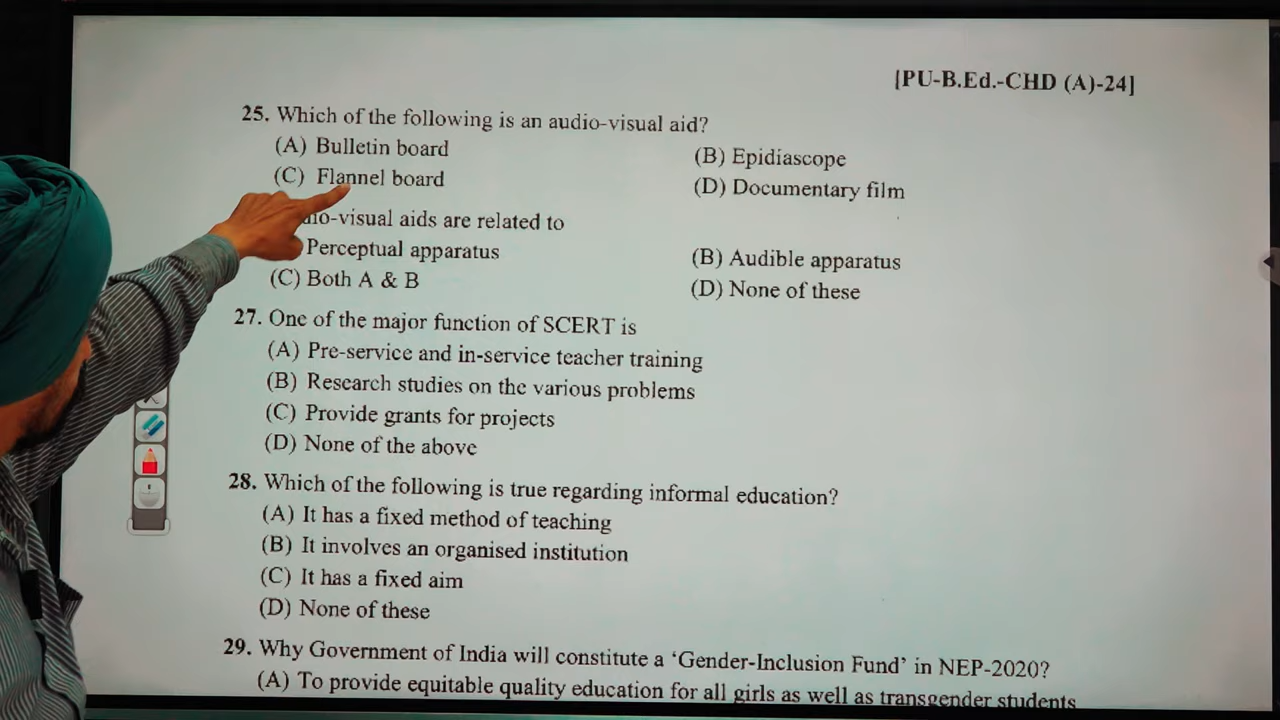 [PU-B.Ed.-CHD (A)-24]
25. Which of the following is an audio-visual aid?
(A) Bulletin board (B) Epidiascope
(C) Flannel board (D) Documentary film
-visual aids are related to
Perceptual apparatus (B) Audible apparatus
(C) Both A & B (D) None of these
27. One of the major function of SCERT is
(A) Pre-service and in-service teacher training
(B) Research studies on the various problems
(C) Provide grants for projects
(D) None of the above
28. Which of the following is true regarding informal education?
(A) It has a fixed method of teaching
(B) It involves an organised institution
(C) It has a fixed aim
(D) None of these
29. Why Government of India will constitute a ‘Gender-Inclusion Fund’ in NEP-2020?
(A) To provide equitable quality education for all girls as well as transgender students